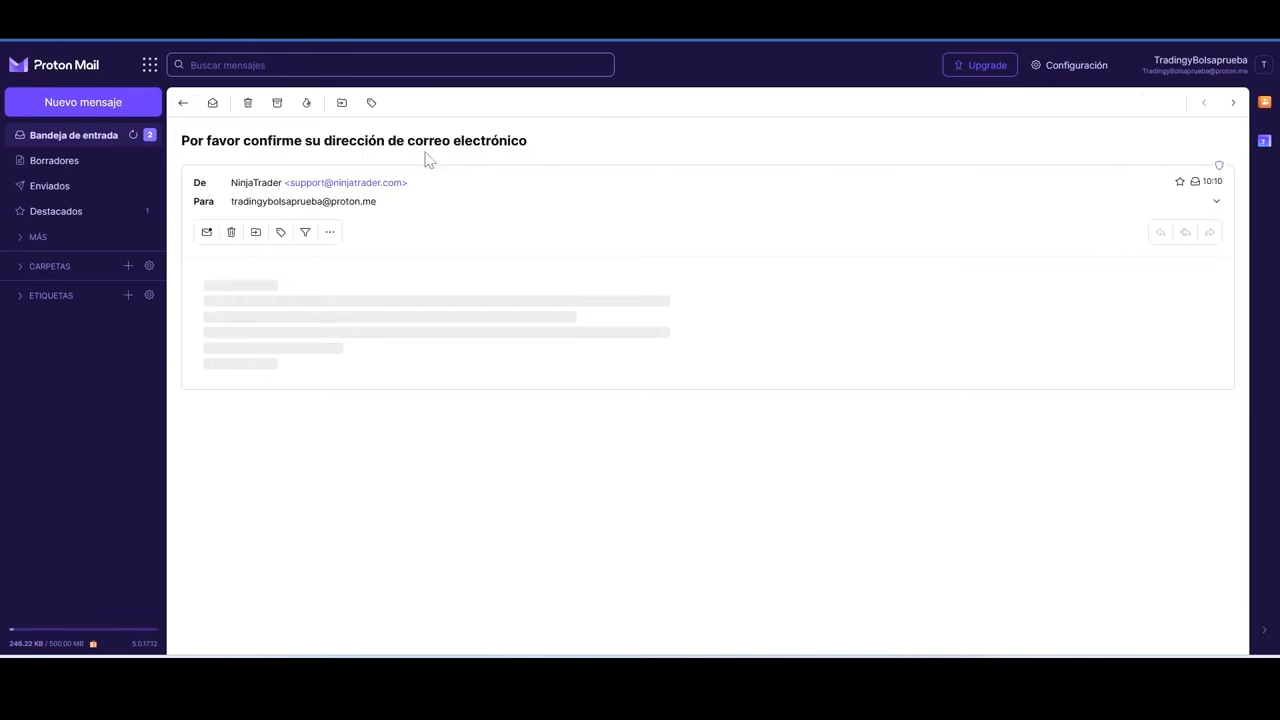 Proton Mail
Buscar mensajes
Upgrade
Configuración
TradingyBolsaprueba
TradingyBolsaprueba@proton.me
T
Nuevo mensaje
Bandeja de entrada 2
Borradores
Enviados
Destacados 1
MÁS
CARPETAS
ETIQUETAS
Por favor confirme su dirección de correo electrónico
De NinjaTrader <support@ninjatrader.com>
10:10
Para tradingybolsaprueba@proton.me
246.22 KB / 500.00 MB
5.0.17.12